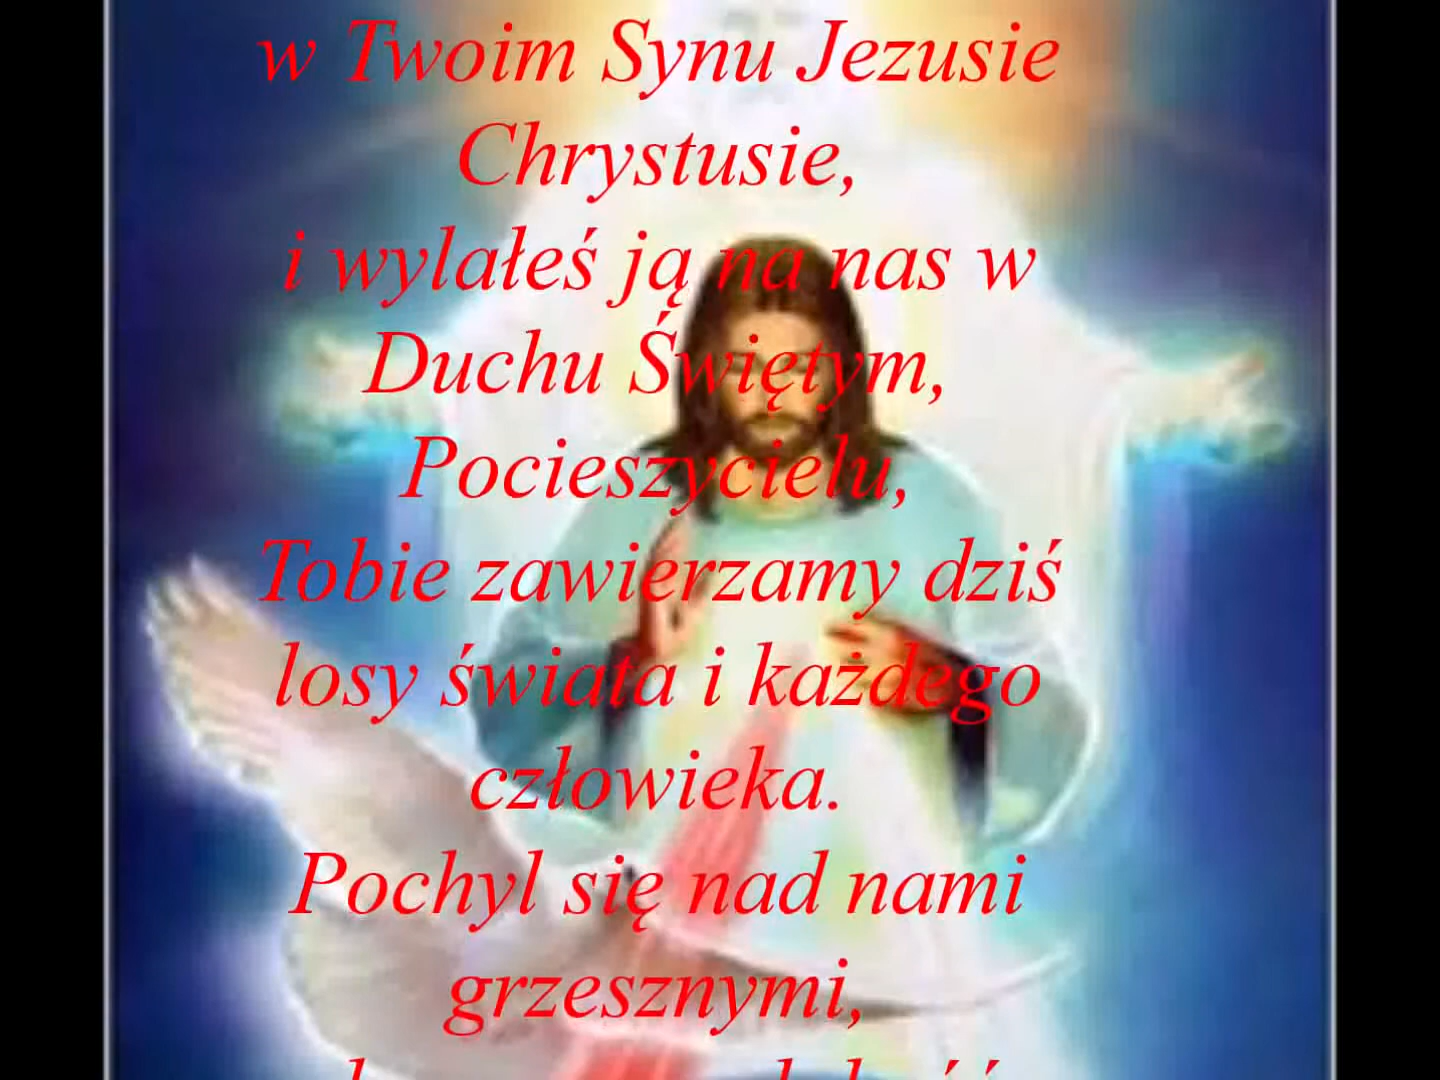 w Twoim Synu Jezusie
Chrystusie,
i wylałeś ją na nas w
Duchu Świętym,
Pocieszycielu,
Tobie zawierzamy dziś
losy świata i każdego
człowieka.
Pochyl się nad nami
grzesznymi,